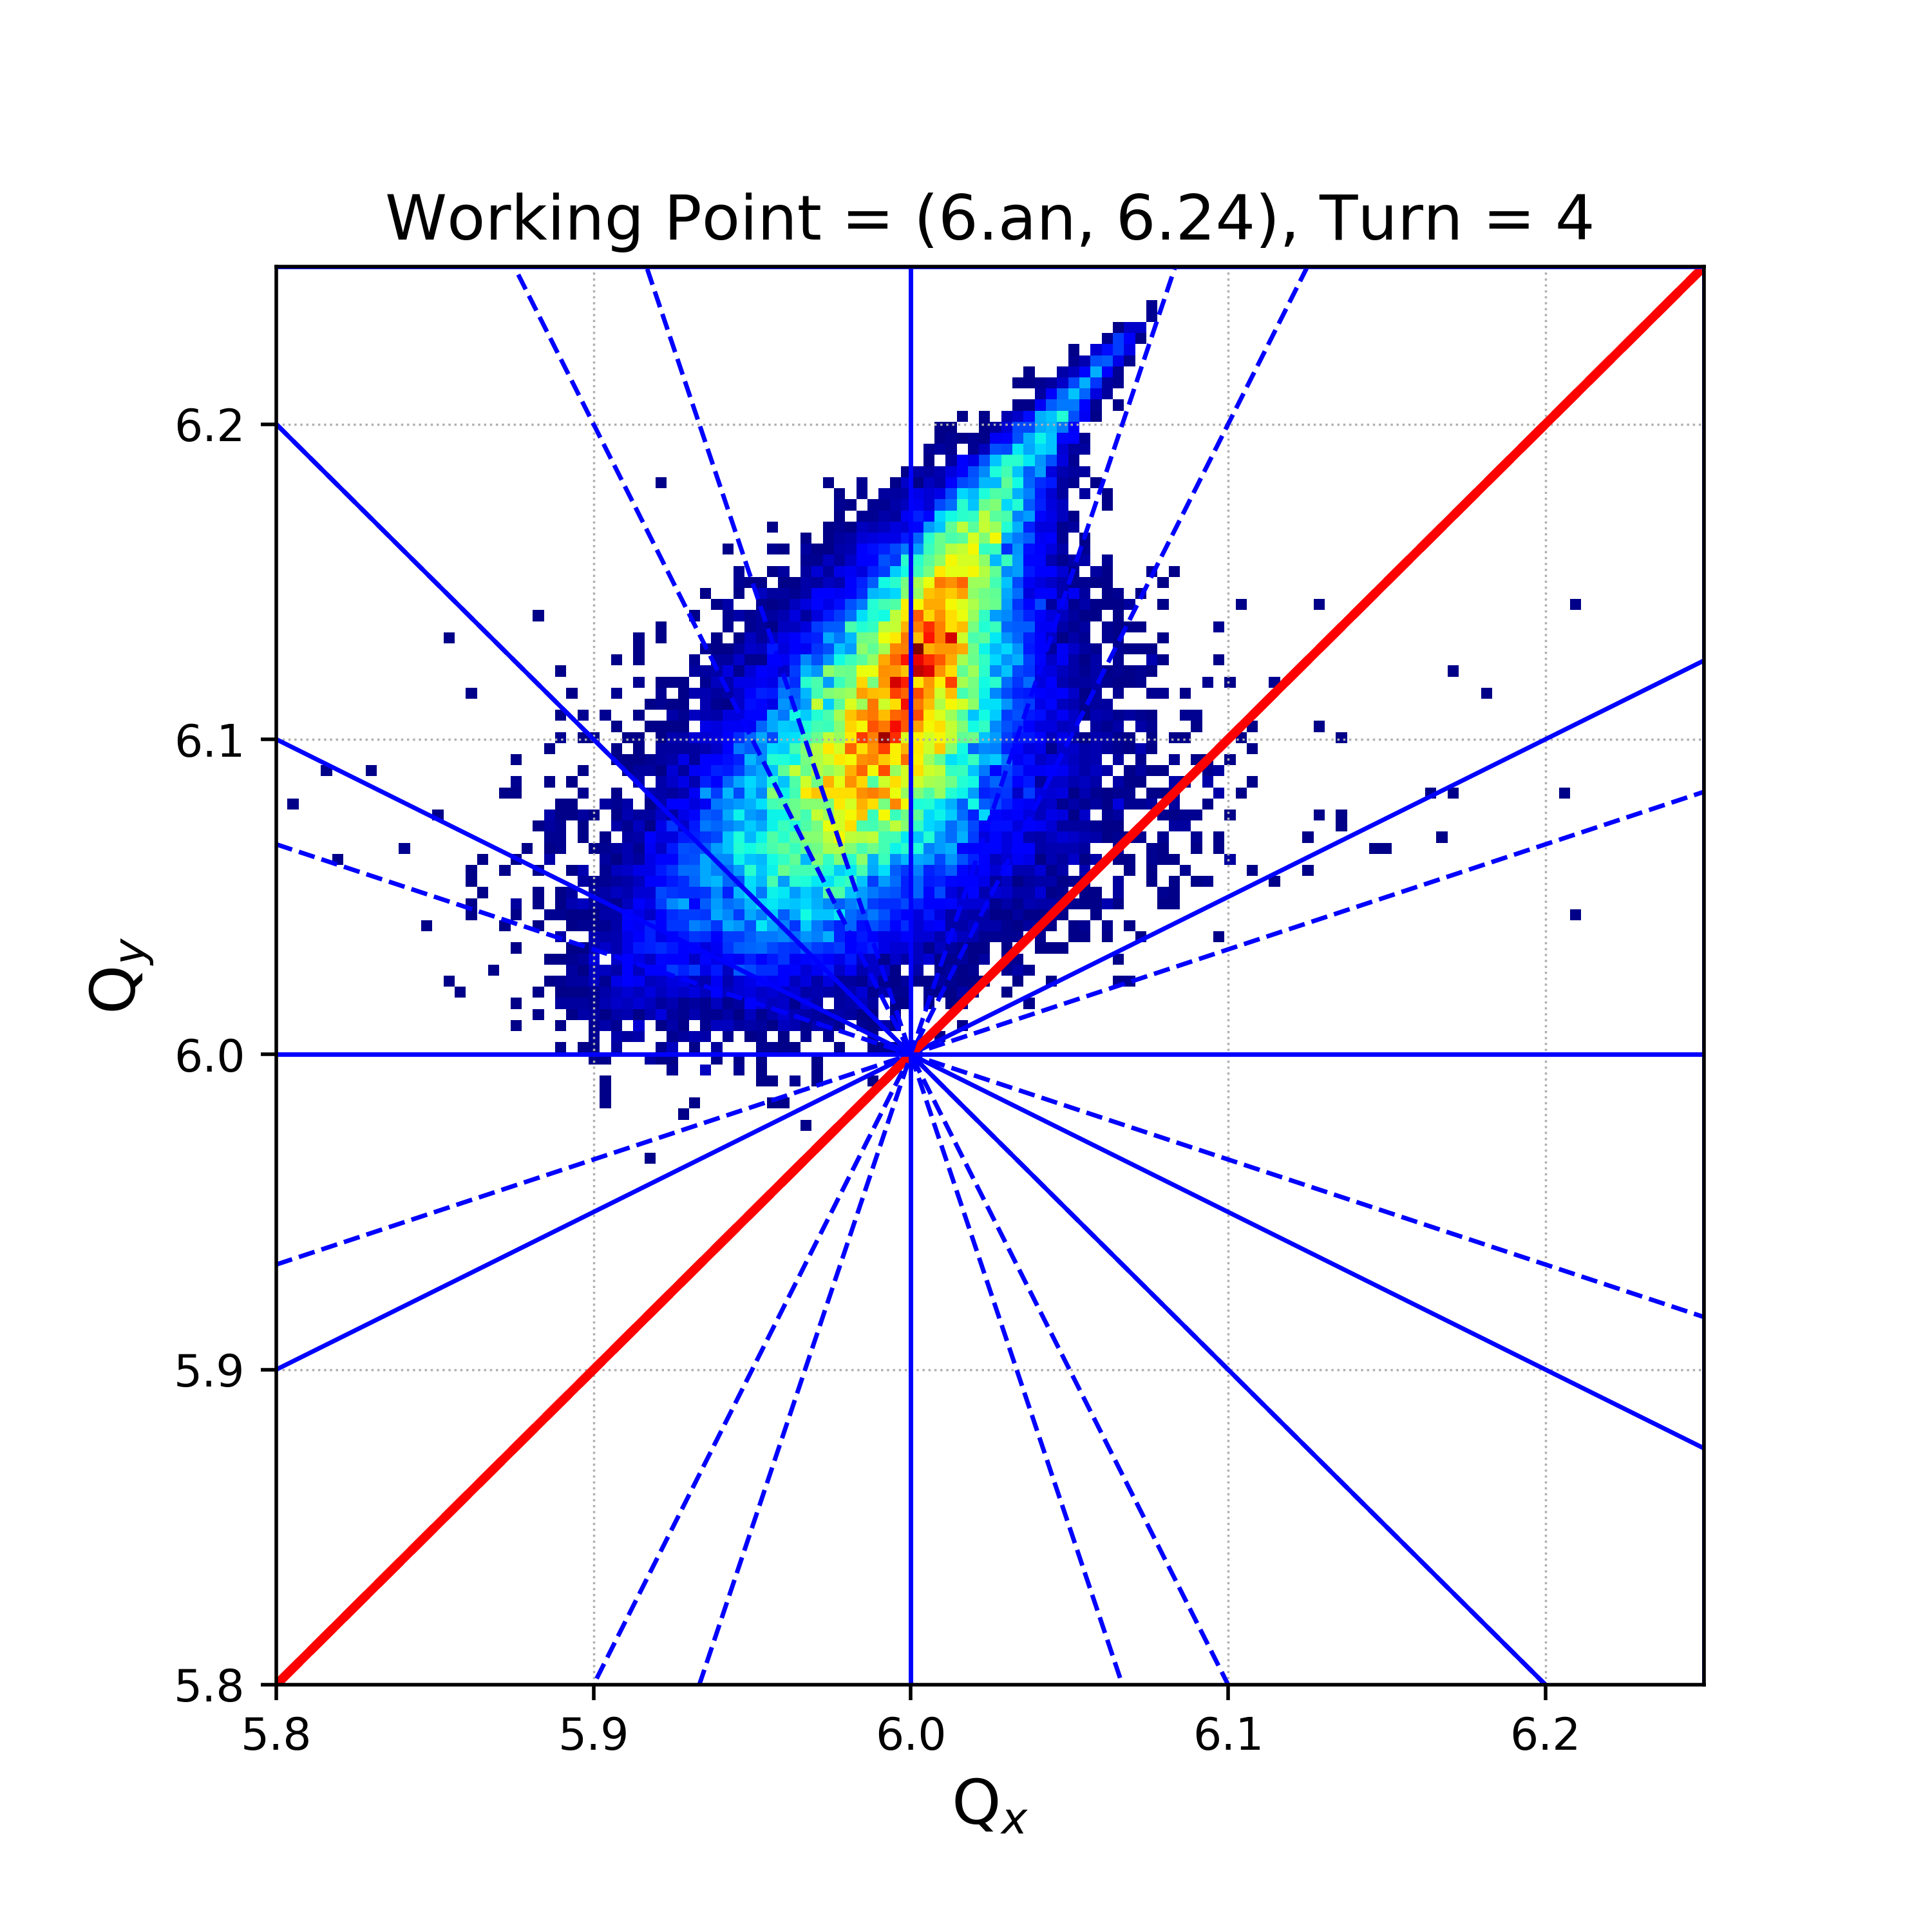 Working Point = (6.an, 6.24), Turn = 4
6.2
6.1
6.0
5.9
5.8
Qy
5.8 5.9 6.0 6.1 6.2
Qx